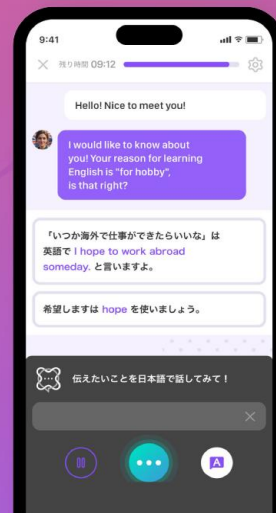 9:41
残り時間 09:12
Hello! Nice to meet you!
I would like to know about
you! Your reason for learning
English is "for hobby",
is that right?
「いつか海外で仕事ができたらいいな」は
英語で I hope to work abroad
someday. と言いますよ。
希望しますは hope を使いましょう。
伝えたいことを日本語で話してみて！
A